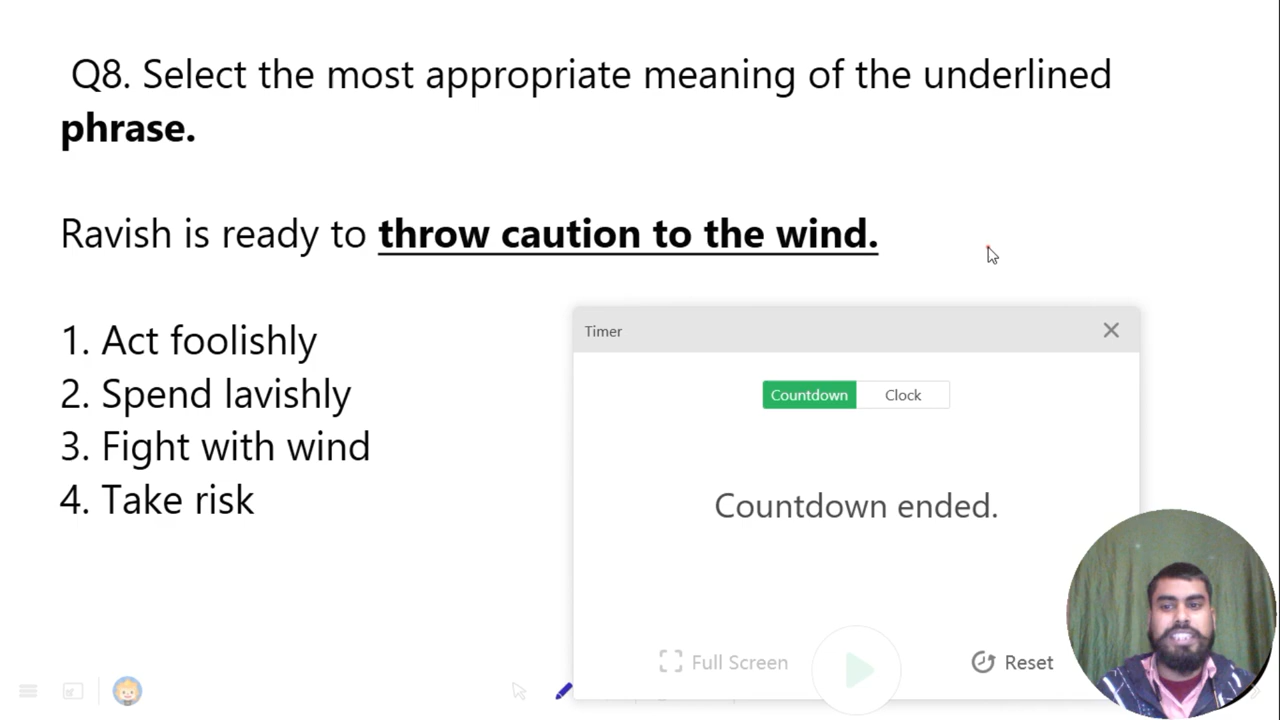 Q8. Select the most appropriate meaning of the underlined
phrase.
Ravish is ready to throw caution to the wind.
1. Act foolishly
2. Spend lavishly
3. Fight with wind
4. Take risk
Timer
Countdown Clock
Countdown ended.
Full Screen
Reset